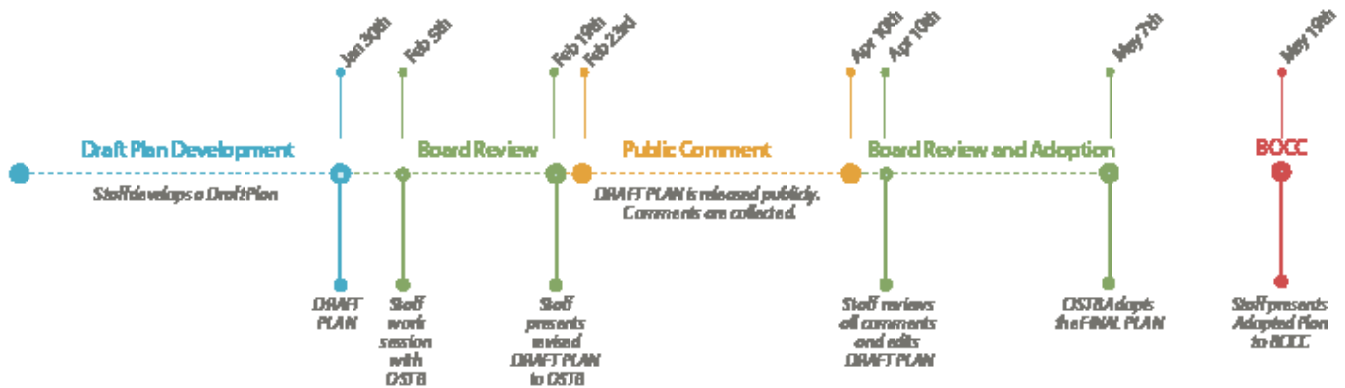 Jan 30th
Feb 5th
Feb 19th
Feb 23rd
Apr 10th
Apr 10th
May 7th
May 19th
Draft Plan Development
Board Review
Public Comment
Board Review and Adoption
BOCC
Staff develops a Draft Plan
DRAFT PLAN is released publicly.
Comments are collected.
DRAFT
PLAN
Staff
work
session
with
OSTB
Staff
presents
revised
DRAFT PLAN
to OSTB
Staff reviews
all comments
and edits
DRAFT PLAN
OSTB Adopts
the FINAL PLAN
Staff presents
Adopted Plan
to BOCC